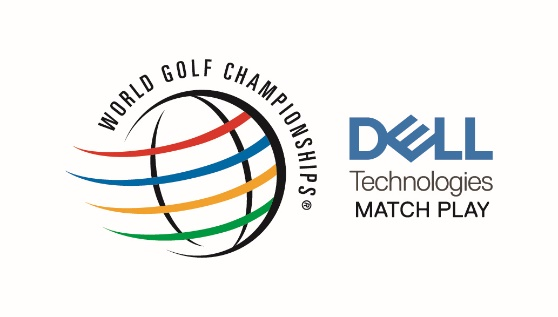 WORLD GOLF CHAMPIONSHIPS®
DELL
Technologies
MATCH PLAY